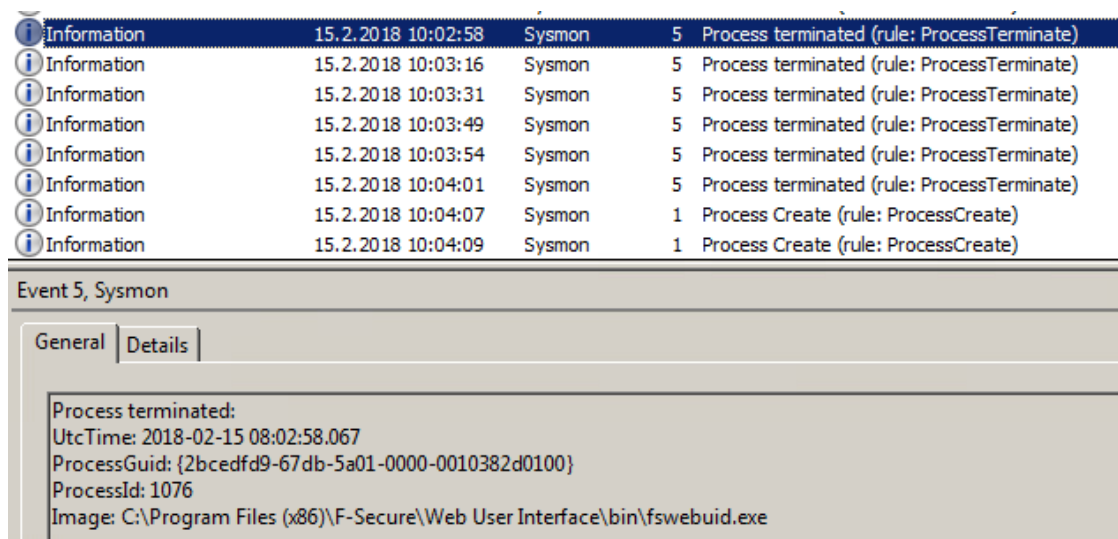 Information 15.2.2018 10:02:58 Sysmon 5 Process terminated (rule: ProcessTerminate)
Information 15.2.2018 10:03:16 Sysmon 5 Process terminated (rule: ProcessTerminate)
Information 15.2.2018 10:03:31 Sysmon 5 Process terminated (rule: ProcessTerminate)
Information 15.2.2018 10:03:49 Sysmon 5 Process terminated (rule: ProcessTerminate)
Information 15.2.2018 10:03:54 Sysmon 5 Process terminated (rule: ProcessTerminate)
Information 15.2.2018 10:04:01 Sysmon 5 Process terminated (rule: ProcessTerminate)
Information 15.2.2018 10:04:07 Sysmon 1 Process Create (rule: ProcessCreate)
Information 15.2.2018 10:04:09 Sysmon 1 Process Create (rule: ProcessCreate)
Event 5, Sysmon
General Details
Process terminated:
UtcTime: 2018-02-15 08:02:58.067
ProcessGuid: {2bcedfd9-67db-5a01-0000-0010382d0100}
ProcessId: 1076
Image: C:\Program Files (x86)\F-Secure\Web User Interface\bin\fswebuid.exe